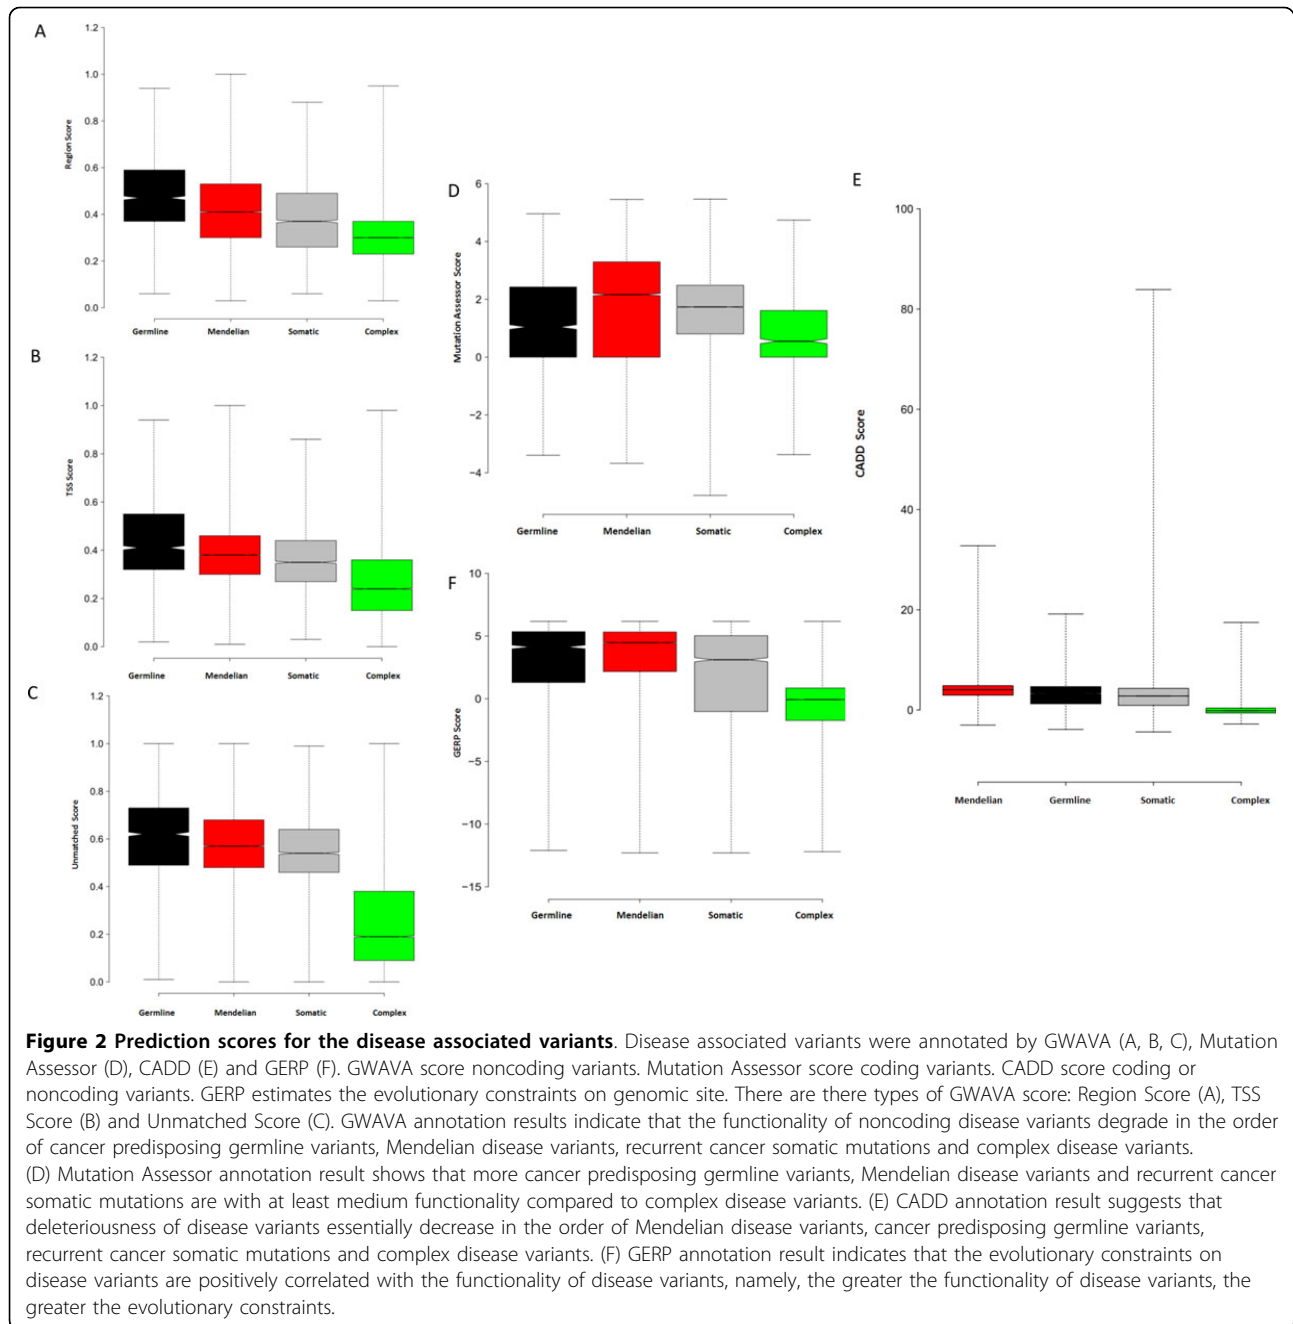 A
1.2
1.0
0.8
0.6
0.4
0.2
0.0
Region Score
Germline Mendelian Somatic Complex
B
1.2
1.0
0.8
0.6
0.4
0.2
0.0
TSS Score
Germline Mendelian Somatic Complex
C
1.2
1.0
0.8
0.6
0.4
0.2
0.0
Unmatched Score
Germline Mendelian Somatic Complex
D
6
4
2
0
−2
−4
Mutation Assessor Score
Germline Mendelian Somatic Complex
F
10
5
0
−5
−10
−15
GERP Score
Germline Mendelian Somatic Complex
E
100
80
60
40
20
0
CADD Score
Mendelian Germline Somatic Complex
Figure 2 Prediction scores for the disease associated variants. Disease associated variants were annotated by GWAVA (A, B, C), Mutation
Assessor (D), CADD (E) and GERP (F). GWAVA score noncoding variants. Mutation Assessor score coding variants. CADD score coding or
noncoding variants. GERP estimates the evolutionary constraints on genomic site. There are there types of GWAVA score: Region Score (A), TSS
Score (B) and Unmatched Score (C). GWAVA annotation results indicate that the functionality of noncoding disease variants degrade in the order
of cancer predisposing germline variants, Mendelian disease variants, recurrent cancer somatic mutations and complex disease variants.
(D) Mutation Assessor annotation result shows that more cancer predisposing germline variants, Mendelian disease variants and recurrent cancer
somatic mutations are with at least medium functionality compared to complex disease variants. (E) CADD annotation result suggests that
deleteriousness of disease variants essentially decrease in the order of Mendelian disease variants, cancer predisposing germline variants,
recurrent cancer somatic mutations and complex disease variants. (F) GERP annotation result indicates that the evolutionary constraints on
disease variants are positively correlated with the functionality of disease variants, namely, the greater the functionality of disease variants, the
greater the evolutionary constraints.